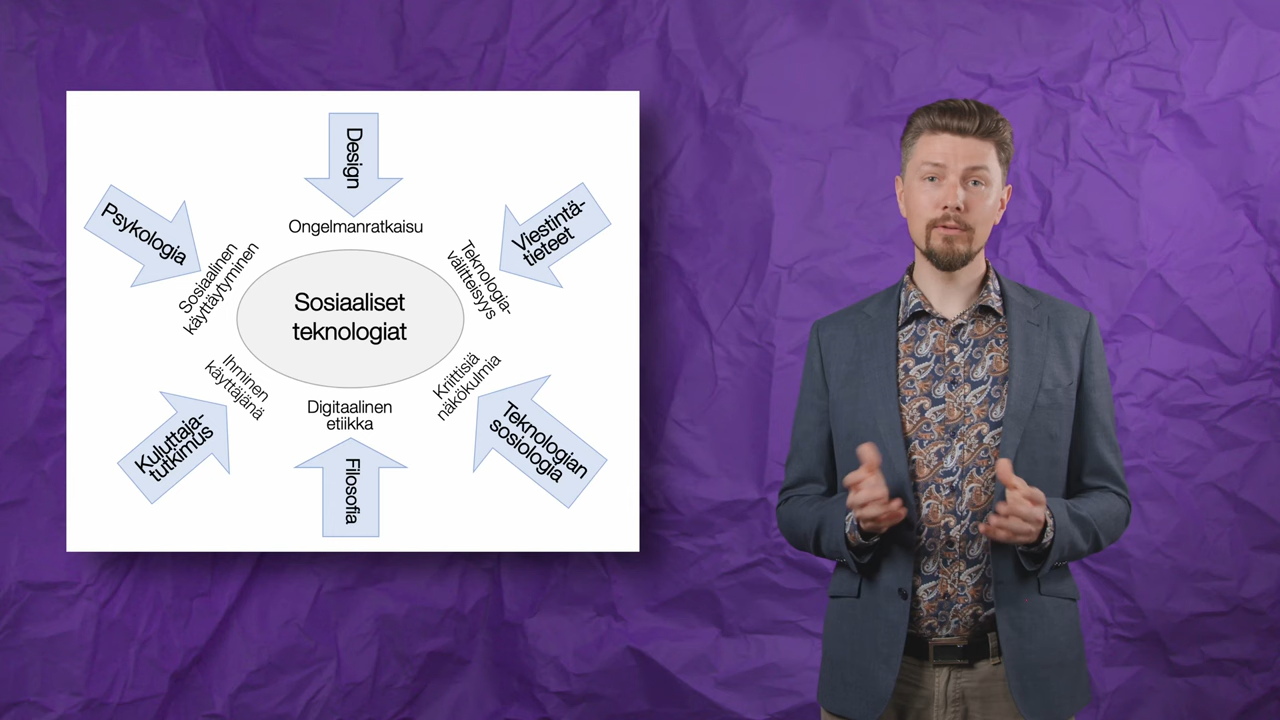 Design
Ongelmanratkaisu
Psykologia
Sosiaalinen
käyttäytyminen
Viestintä-
tieteet
Teknologia-
välitteisyys
Sosiaaliset
teknologiat
Ihminen
käyttäjänä
Kuluttaja-
tutkimus
Digitaalinen
etiikka
Filosofia
Kriittisiä
näkökulmia
Teknologian
sosiologia